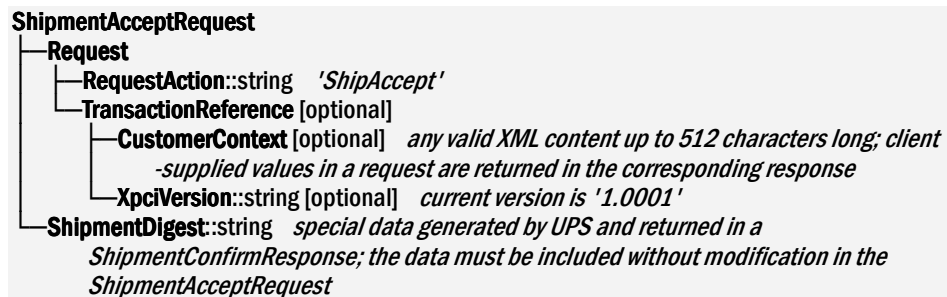 ShipmentAcceptRequest
Request
RequestAction::string 'ShipAccept'
TransactionReference [optional]
CustomerContext [optional] any valid XML content up to 512 characters long; client
-supplied values in a request are returned in the corresponding response
XpciVersion::string [optional] current version is '1.0001'
ShipmentDigest::string special data generated by UPS and returned in a
ShipmentConfirmResponse; the data must be included without modification in the
ShipmentAcceptRequest